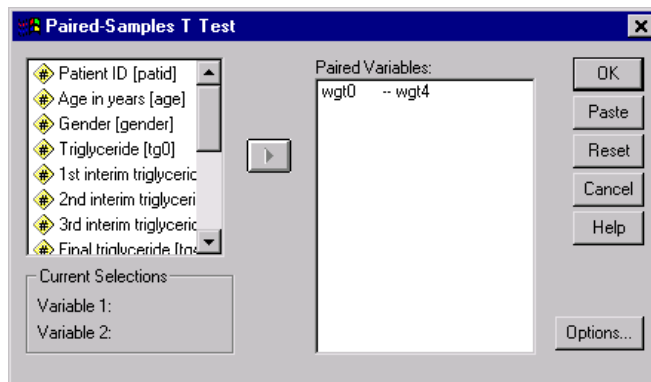 Paired-Samples T Test
Patient ID [patid]
Age in years [age]
Gender [gender]
Triglyceride [tg0]
1st interim triglyceric
2nd interim triglyceri
3rd interim triglyceric
Final triglyceride [tg4
Current Selections
Variable 1:
Variable 2:
Paired Variables:
wgt0 -- wgt4
OK
Paste
Reset
Cancel
Help
Options...